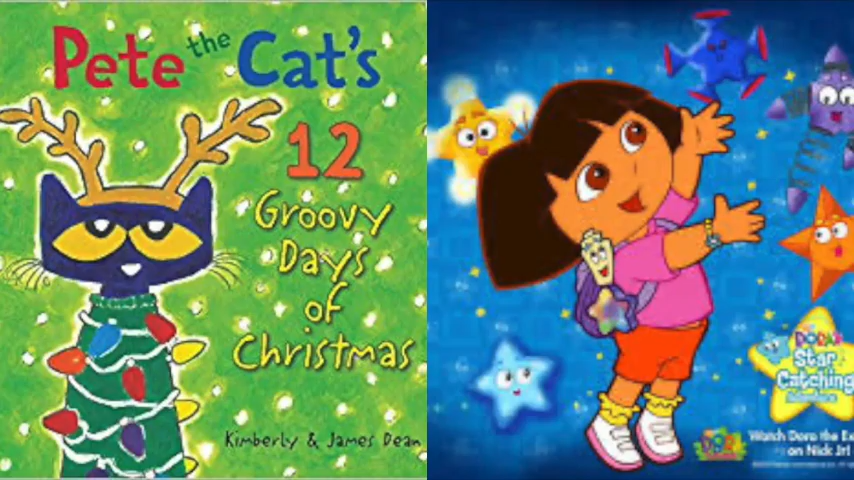 Pete the Cat's
12
Groovy
Days
of
Christmas
Kimberly & James Dean
DORA'S
Star
Catching
Watch Dora the Ex
on Nick Jr!